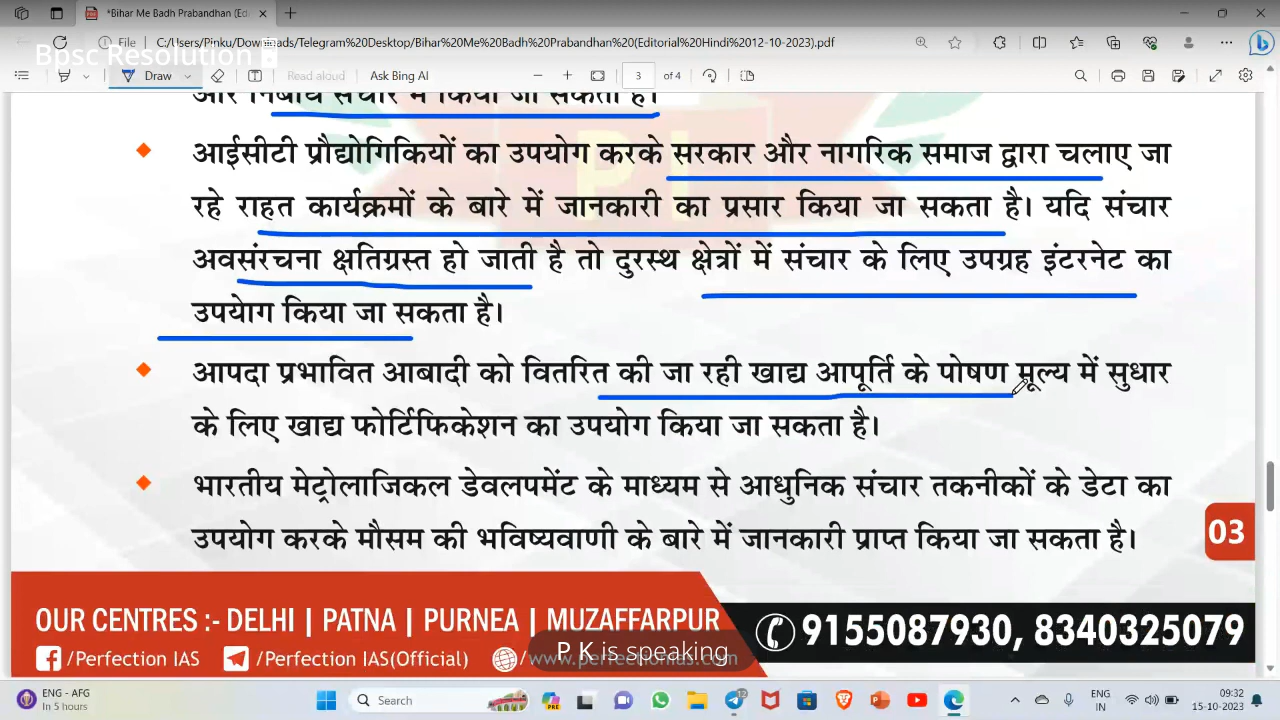 *Bihar Me Badh Prabandhan (Ed
Bpsc Resolution
File C:/Users/Pinku/Downloads/Telegram%20Desktop/Bihar%20Me%20Badh%20Prabandhan%20(Editorial%20Hindi%2012-10-2023).pdf
Draw Read aloud Ask Bing AI 3 of 4
और निर्बाध संचार में किया जा सकता है।
आईसीटी प्रौद्योगिकियों का उपयोग करके सरकार और नागरिक समाज द्वारा चलाए जा
रहे राहत कार्यक्रमों के बारे में जानकारी का प्रसार किया जा सकता है। यदि संचार
अवसंरचना क्षतिग्रस्त हो जाती है तो दुरस्थ क्षेत्रों में संचार के लिए उपग्रह इंटरनेट का
उपयोग किया जा सकता है।
आपदा प्रभावित आबादी को वितरित की जा रही खाद्य आपूर्ति के पोषण मूल्य में सुधार
के लिए खाद्य फोर्टिफिकेशन का उपयोग किया जा सकता है।
भारतीय मेट्रोलाजिकल डेवलपमेंट के माध्यम से आधुनिक संचार तकनीकों के डेटा का
उपयोग करके मौसम की भविष्यवाणी के बारे में जानकारी प्राप्त किया जा सकता है।
03
OUR CENTRES :- DELHI | PATNA | PURNEA | MUZAFFARPUR
9155087930, 8340325079
/Perfection IAS /Perfection IAS(Official) /www.perfectionias.com
P K is speaking
ENG - AFG
In 5 hours
Search
ENG
IN
09:32
15-10-2023